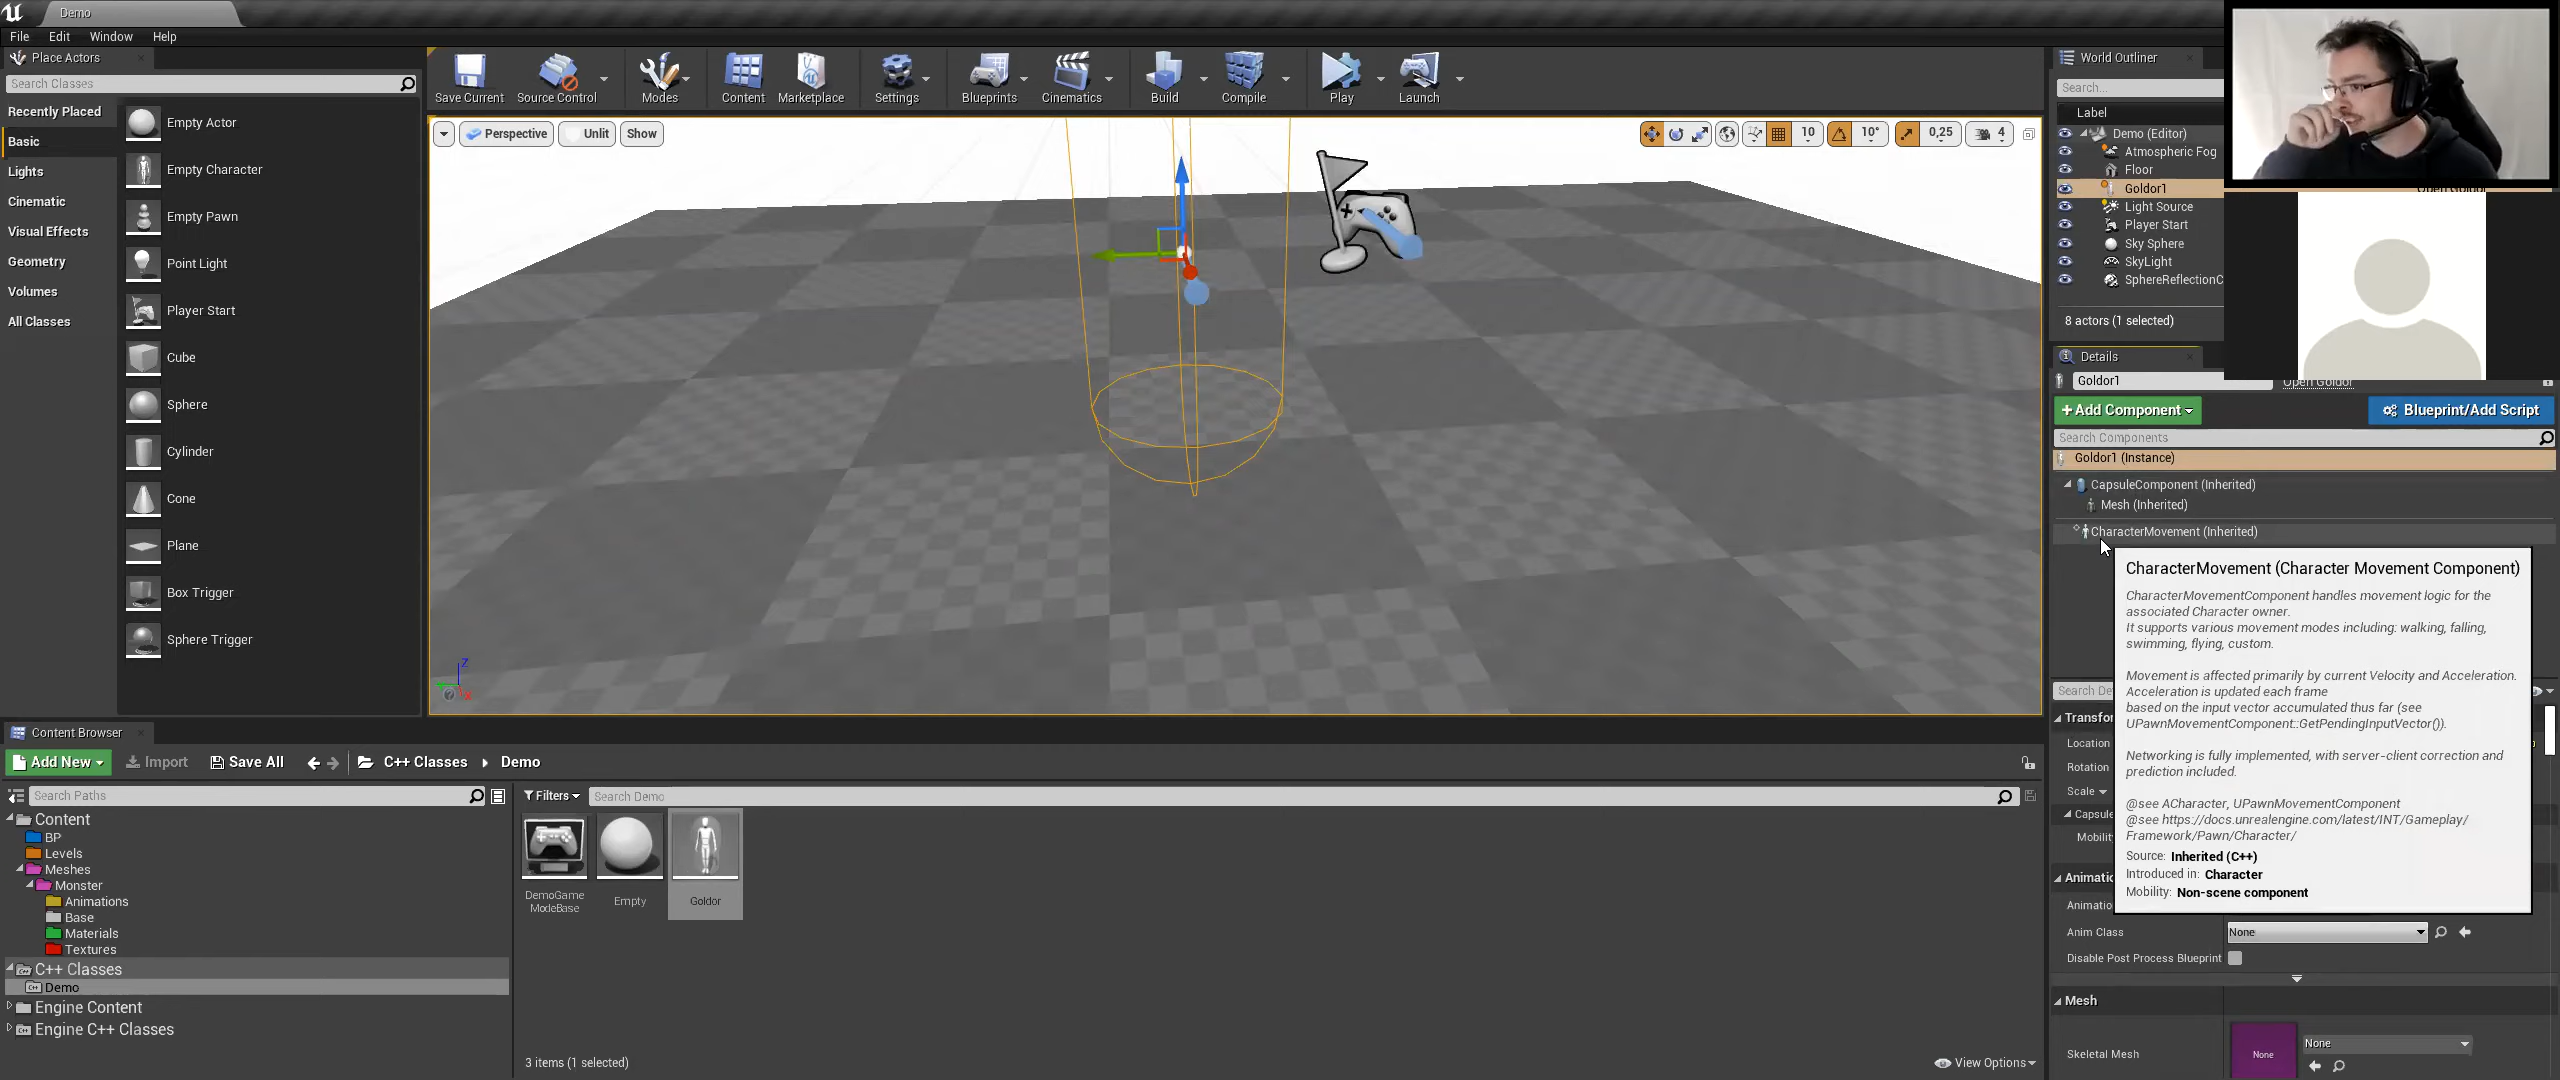 Demo
File Edit Window Help
Place Actors
Search Classes
Recently Placed
Basic
Lights
Cinematic
Visual Effects
Geometry
Volumes
All Classes
Empty Actor
Empty Character
Empty Pawn
Point Light
Player Start
Cube
Sphere
Cylinder
Cone
Plane
Box Trigger
Sphere Trigger
Save Current Source Control Modes Content Marketplace Settings Blueprints Cinematics Build Compile Play Launch
Perspective Unlit Show
10 10° 0,25 4
Z
X
World Outliner
Search...
Label
Demo (Editor)
Atmospheric Fog
Floor
Goldor1
Light Source
Player Start
Sky Sphere
SkyLight
SphereReflectionC
8 actors (1 selected)
Details
Goldor1 Open Goldor
+Add Component Blueprint/Add Script
Search Components
Goldor1 (Instance)
CapsuleComponent (Inherited)
Mesh (Inherited)
CharacterMovement (Inherited)
CharacterMovement (Character Movement Component)
CharacterMovementComponent handles movement logic for the
associated Character owner.
It supports various movement modes including: walking, falling,
swimming, flying, custom.
Movement is affected primarily by current Velocity and Acceleration.
Acceleration is updated each frame
based on the input vector accumulated thus far (see
UPawnMovementComponent::GetPendingInputVector()).
Networking is fully implemented, with server-client correction and
prediction included.
@see ACharacter, UPawnMovementComponent
@see https://docs.unrealengine.com/latest/INT/Gameplay/
Framework/Pawn/Character/
Source: Inherited (C++)
Introduced in: Character
Mobility: Non-scene component
Search De
Transfor
Location
Rotation
Scale
Capsule
Mobilit
Animatio
Animatio
Anim Class None
Disable Post Process Blueprint
Mesh
Skeletal Mesh None None
Content Browser
Add New Import Save All C++ Classes Demo
Search Paths
Filters Search Demo
Content
BP
Levels
Meshes
Monster
Animations
Base
Materials
Textures
C++ Classes
Demo
Engine Content
Engine C++ Classes
DemoGame
ModeBase
Empty
Goldor
3 items (1 selected)
View Options